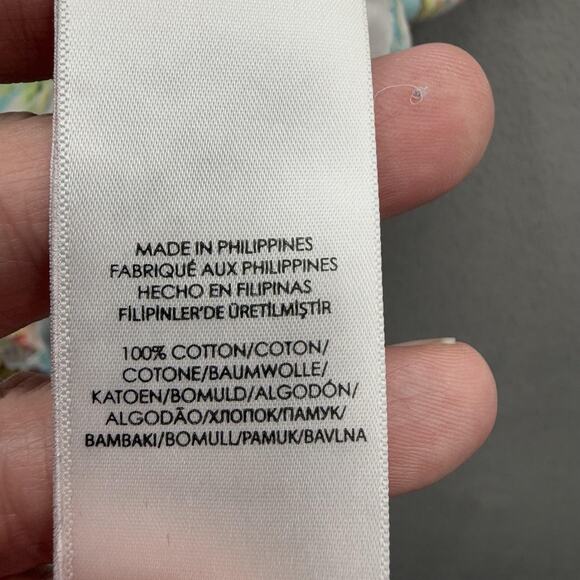 MADE IN PHILIPPINES
FABRIQUÉ AUX PHILIPPINES
HECHO EN FILIPINAS
FİLİPİNLER'DE ÜRETİLMİŞTİR
100% COTTON/COTON/
COTONE/BAUMWOLLE/
KATOEN/BOMULD/ALGODÓN/
ALGODÃO/ХЛОПОК/ПАМУК/
BAMBAKI/BOMULL/PAMUK/BAVLNA